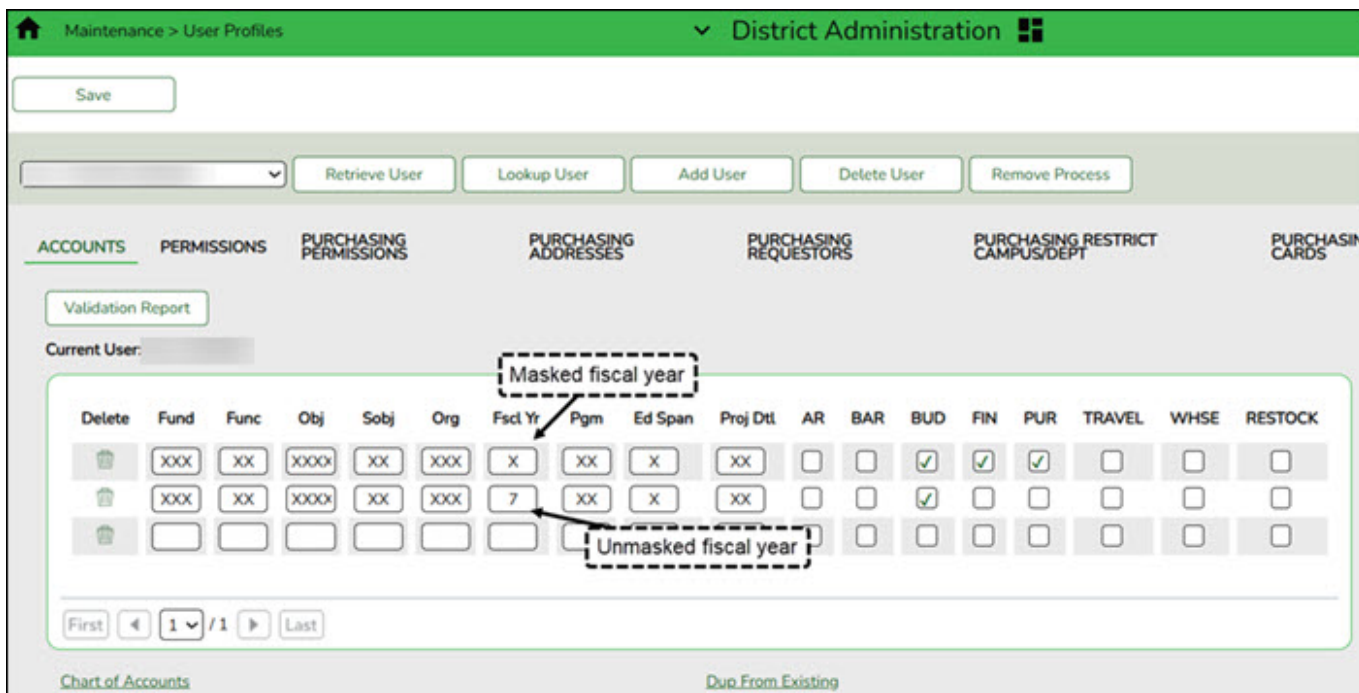 Maintenance > User Profiles
District Administration
Save
Retrieve User Lookup User Add User Delete User Remove Process
ACCOUNTS PERMISSIONS PURCHASING PERMISSIONS PURCHASING ADDRESSES PURCHASING REQUESTORS PURCHASING RESTRICT CAMPUS/DEPT PURCHASIN CARDS
Validation Report
Current User:
Masked fiscal year
Delete Fund Func Obj Sobj Org Fscl Yr Pgm Ed Span Proj Dtl AR BAR BUD FIN PUR TRAVEL WHSE RESTOCK
XXX XX XXXX XX XXX X XX X XX
XXX XX XXXX XX XXX 7 XX X XX
Unmasked fiscal year
First 1 / 1 Last
Chart of Accounts Dup From Existing